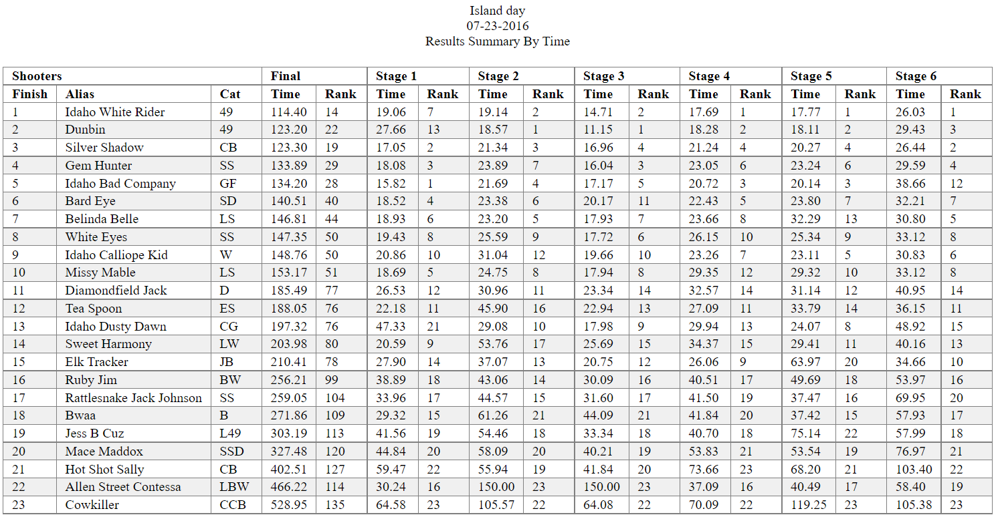 Island day
07-23-2016
Results Summary By Time
Shooters Final Stage 1 Stage 2 Stage 3 Stage 4 Stage 5 Stage 6
Finish Alias Cat Time Rank Time Rank Time Rank Time Rank Time Rank Time Rank Time Rank
1 Idaho White Rider 49 114.40 14 19.06 7 19.14 2 14.71 2 17.69 1 17.77 1 26.03 1
2 Dunbin 49 123.20 22 27.66 13 18.57 1 11.15 1 18.28 2 18.11 2 29.43 3
3 Silver Shadow CB 123.30 19 17.05 2 21.34 3 16.96 4 21.24 4 20.27 4 26.44 2
4 Gem Hunter SS 133.89 29 18.08 3 23.89 7 16.04 3 23.05 6 23.24 6 29.59 4
5 Idaho Bad Company GF 134.20 28 15.82 1 21.69 4 17.17 5 20.72 3 20.14 3 38.66 12
6 Bard Eye SD 140.51 40 18.52 4 23.38 6 20.17 11 22.43 5 23.80 7 32.21 7
7 Belinda Belle LS 146.81 44 18.93 6 23.20 5 17.93 7 23.66 8 32.29 13 30.80 5
8 White Eyes SS 147.35 50 19.43 8 25.59 9 17.72 6 26.15 10 25.34 9 33.12 8
9 Idaho Calliope Kid W 148.76 50 20.86 10 31.04 12 19.66 10 23.26 7 23.11 5 30.83 6
10 Missy Mable LS 153.17 51 18.69 5 24.75 8 17.94 8 29.35 12 29.32 10 33.12 8
11 Diamondfield Jack D 185.49 77 26.53 12 30.96 11 23.34 14 32.57 14 31.14 12 40.95 14
12 Tea Spoon ES 188.05 76 22.18 11 45.90 16 22.94 13 27.09 11 33.79 14 36.15 11
13 Idaho Dusty Dawn CG 197.32 76 47.33 21 29.08 10 17.98 9 29.94 13 24.07 8 48.92 15
14 Sweet Harmony LW 203.98 80 20.59 9 53.76 17 25.69 15 34.37 15 29.41 11 40.16 13
15 Elk Tracker JB 210.41 78 27.90 14 37.07 13 20.75 12 26.06 9 63.97 20 34.66 10
16 Ruby Jim BW 256.21 99 38.89 18 43.06 14 30.09 16 40.51 17 49.69 18 53.97 16
17 Rattlesnake Jack Johnson SS 259.05 104 33.96 17 44.57 15 31.60 17 41.50 19 37.47 16 69.95 20
18 Bwaa B 271.86 109 29.32 15 61.26 21 44.09 21 41.84 20 37.42 15 57.93 17
19 Jess B Cuz L49 303.19 113 41.56 19 54.46 18 33.34 18 40.70 18 75.14 22 57.99 18
20 Mace Maddox SSD 327.48 120 44.84 20 58.09 20 40.21 19 53.83 21 53.54 19 76.97 21
21 Hot Shot Sally CB 402.51 127 59.47 22 55.94 19 41.84 20 73.66 23 68.20 21 103.40 22
22 Allen Street Contessa LBW 466.22 114 30.24 16 150.00 23 150.00 23 37.09 16 40.49 17 58.40 19
23 Cowkiller CCB 528.95 135 64.58 23 105.57 22 64.08 22 70.09 22 119.25 23 105.38 23